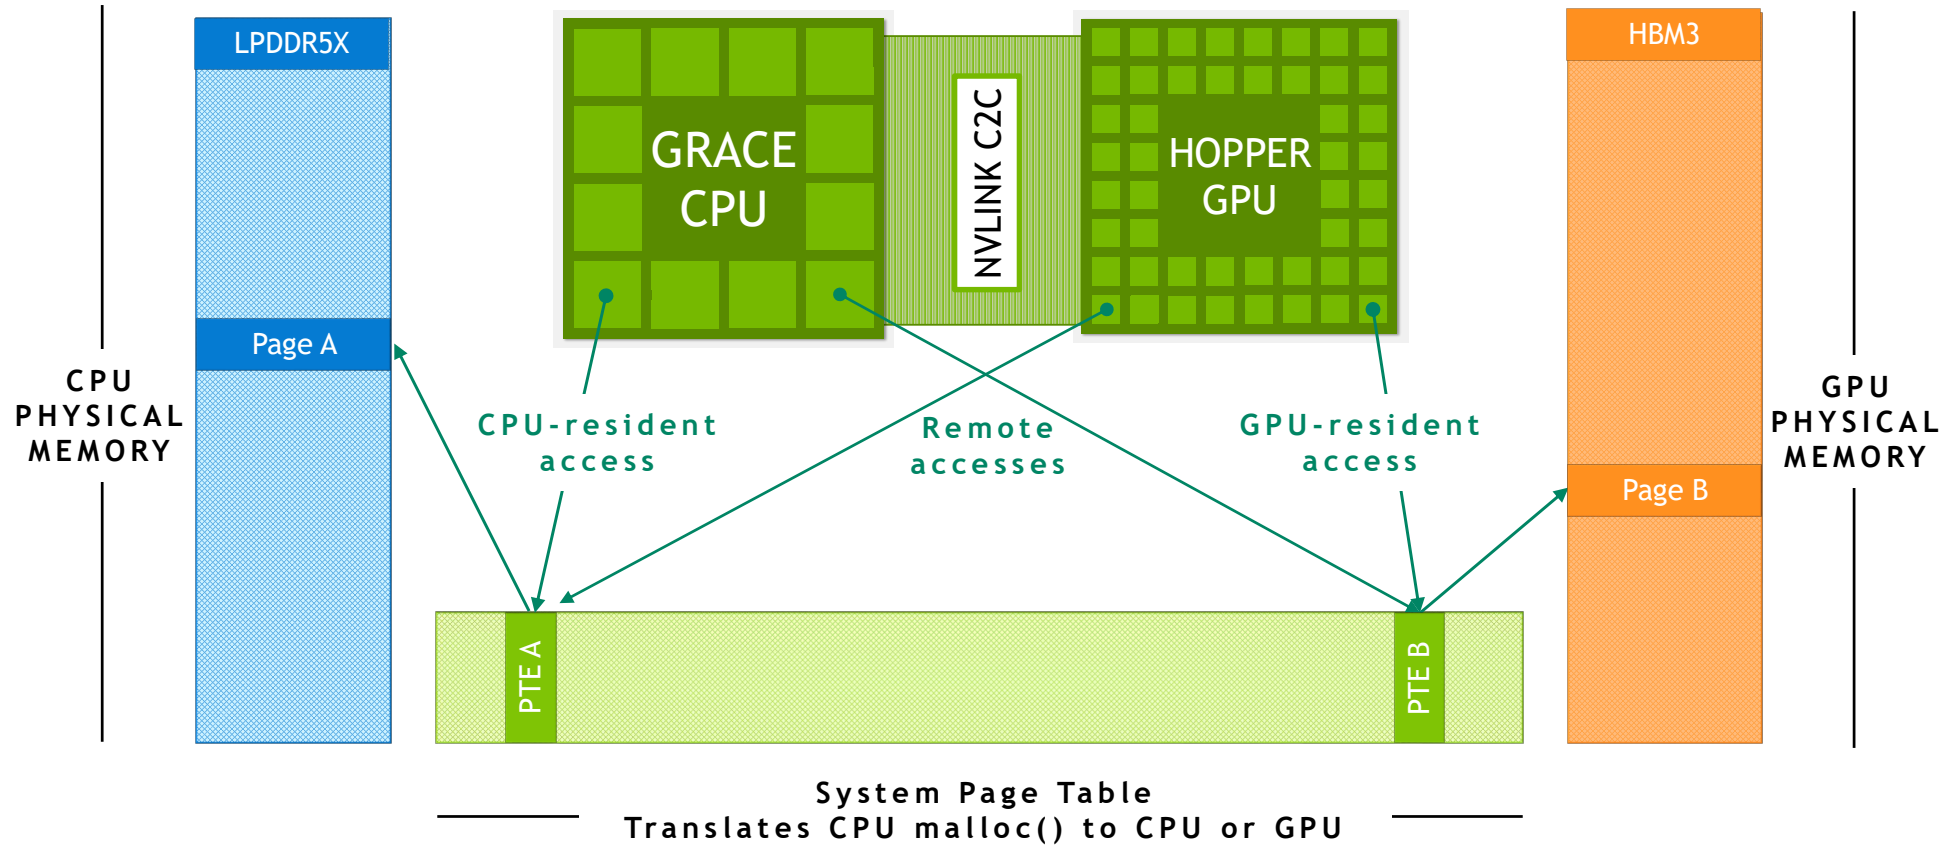 LPDDR5X
GRACE
CPU
NVLINK C2C
HOPPER
GPU
HBM3
Page A
CPU
PHYSICAL
MEMORY
CPU-resident
access
Remote
accesses
GPU-resident
access
Page B
GPU
PHYSICAL
MEMORY
PTE A
PTE B
System Page Table
Translates CPU malloc() to CPU or GPU